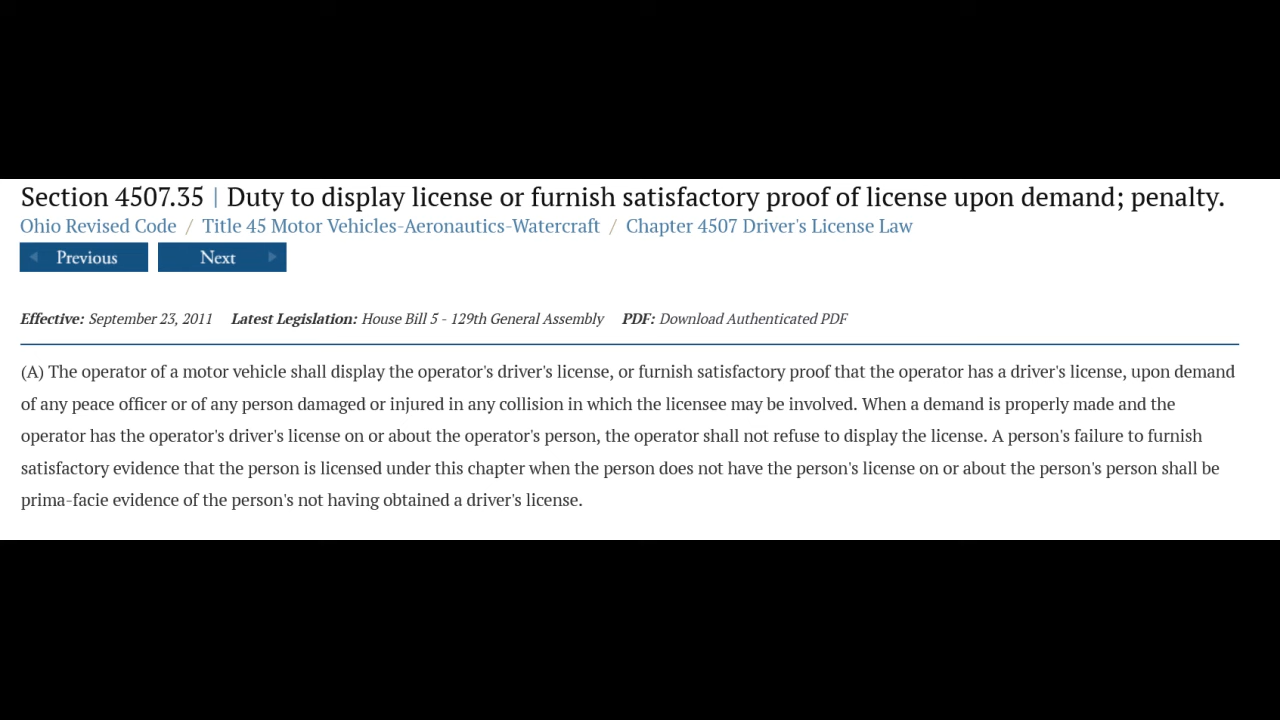 Section 4507.35 | Duty to display license or furnish satisfactory proof of license upon demand; penalty.
Ohio Revised Code / Title 45 Motor Vehicles-Aeronautics-Watercraft / Chapter 4507 Driver's License Law
Previous Next
Effective: September 23, 2011 Latest Legislation: House Bill 5 - 129th General Assembly PDF: Download Authenticated PDF
(A) The operator of a motor vehicle shall display the operator's driver's license, or furnish satisfactory proof that the operator has a driver's license, upon demand
of any peace officer or of any person damaged or injured in any collision in which the licensee may be involved. When a demand is properly made and the
operator has the operator's driver's license on or about the operator's person, the operator shall not refuse to display the license. A person's failure to furnish
satisfactory evidence that the person is licensed under this chapter when the person does not have the person's license on or about the person's person shall be
prima-facie evidence of the person's not having obtained a driver's license.